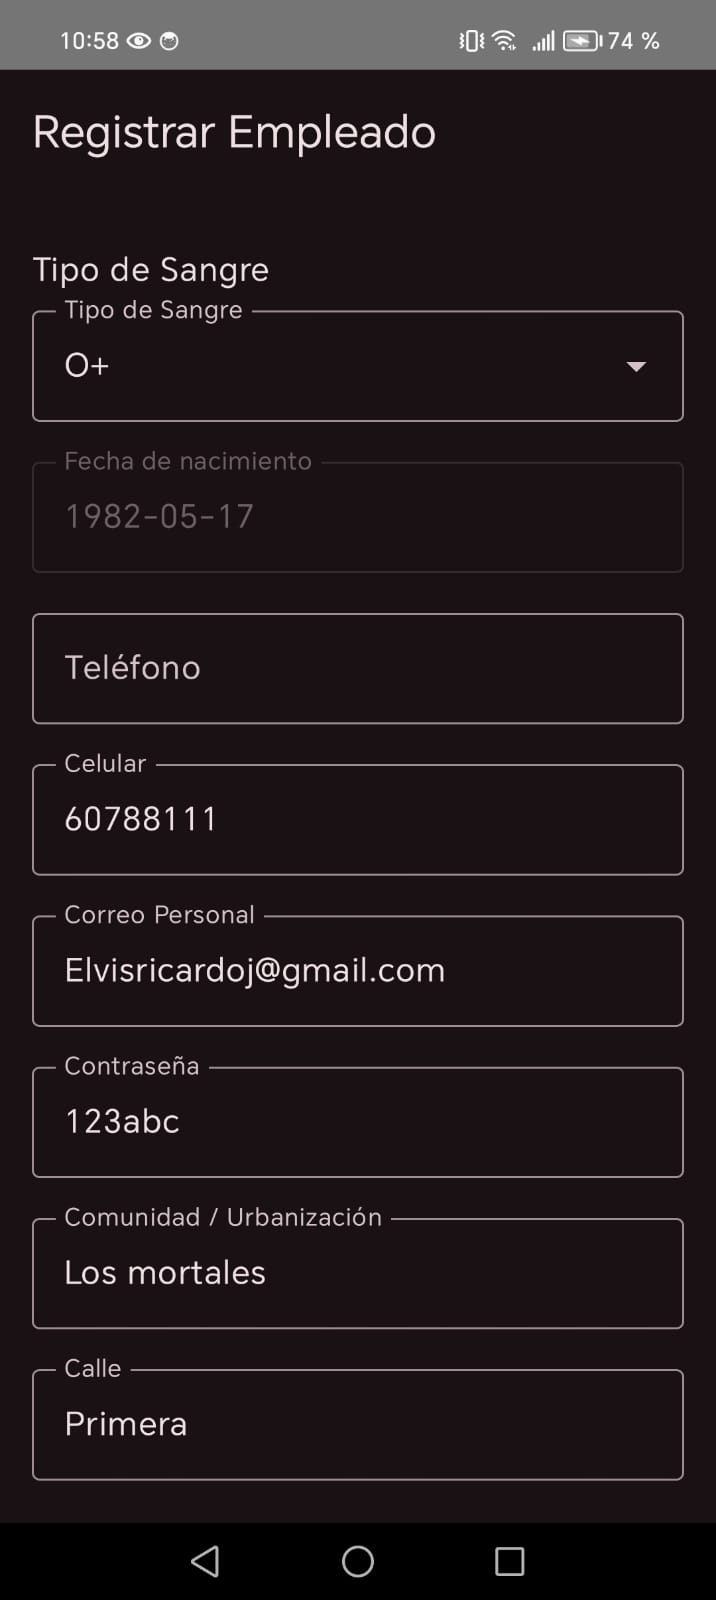 10:58 74 %
Registrar Empleado
Tipo de Sangre
Tipo de Sangre
O+
Fecha de nacimiento
1982-05-17
Teléfono
Celular
60788111
Correo Personal
Elvisricardoj@gmail.com
Contraseña
123abc
Comunidad / Urbanización
Los mortales
Calle
Primera